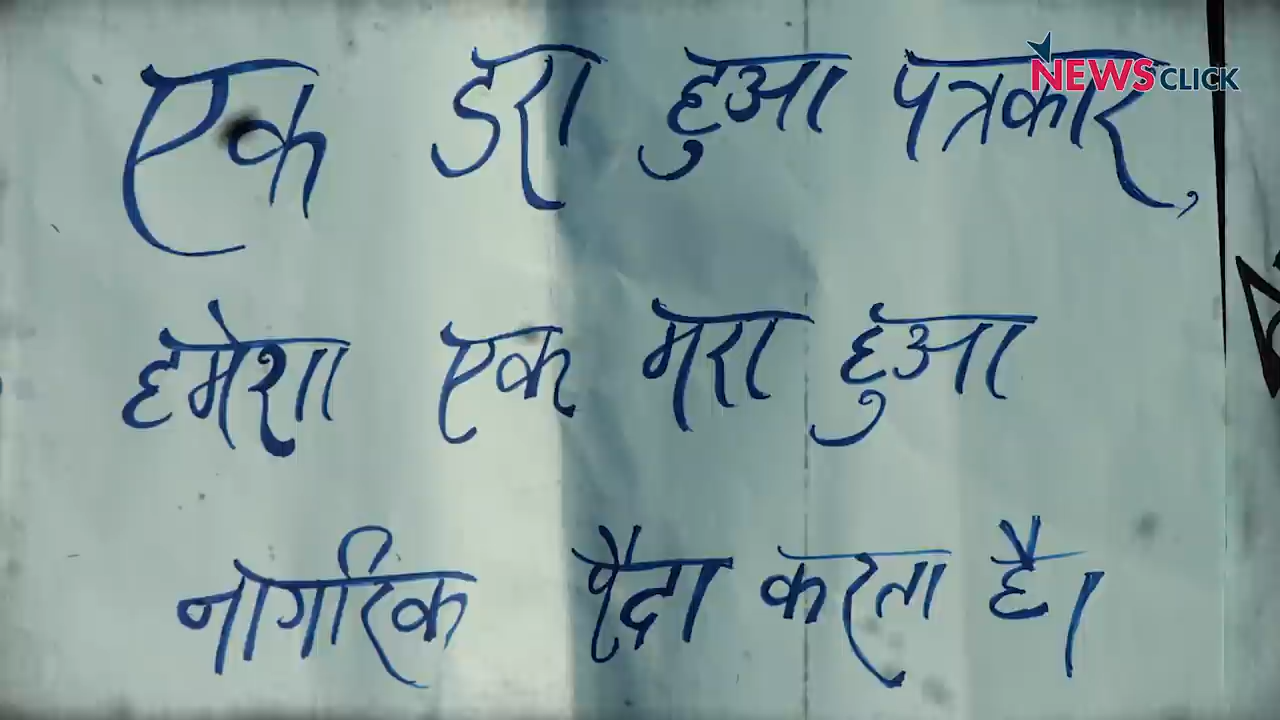 एक डरा हुआ पत्रकार,
NEWSCLICK
हमेशा एक मरा हुआ
नागरिक पैदा करता है।